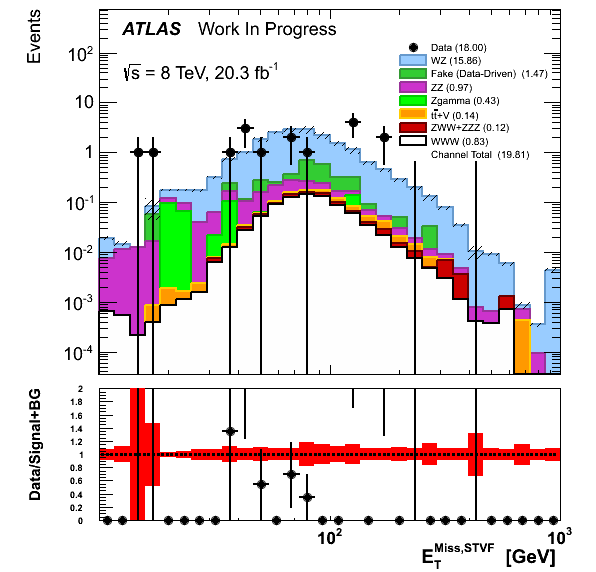 Events
ATLAS Work In Progress
√s = 8 TeV, 20.3 fb⁻¹
Data (18.00)
WZ (15.86)
Fake (Data-Driven) (1.47)
ZZ (0.97)
Zgamma (0.43)
tt̄+V (0.14)
ZWW+ZZZ (0.12)
WWW (0.83)
Channel Total (19.81)
10²
10
1
10⁻¹
10⁻²
10⁻³
10⁻⁴
Data/Signal+BG
2
1.8
1.6
1.4
1.2
1
0.8
0.6
0.4
0.2
0
10²
10³
E_T^Miss,STVF [GeV]